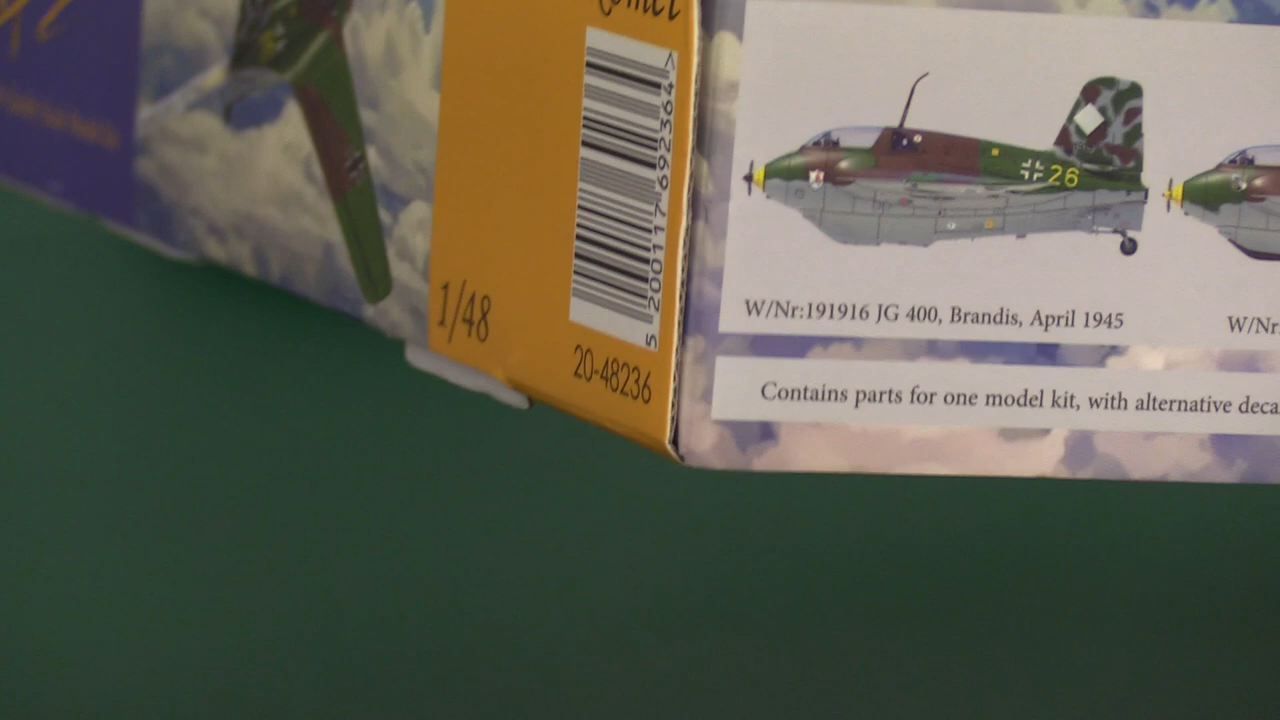 1/48
5 200117 692364 >
20-48236
26
W/Nr:191916 JG 400, Brandis, April 1945
W/Nr:
Contains parts for one model kit, with alternative deca